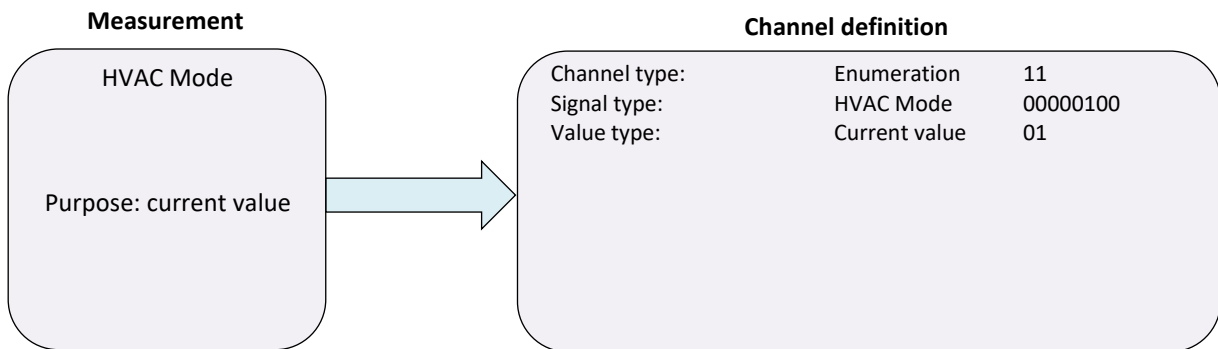 Measurement
HVAC Mode
Purpose: current value
Channel definition
Channel type: Enumeration 11
Signal type: HVAC Mode 00000100
Value type: Current value 01